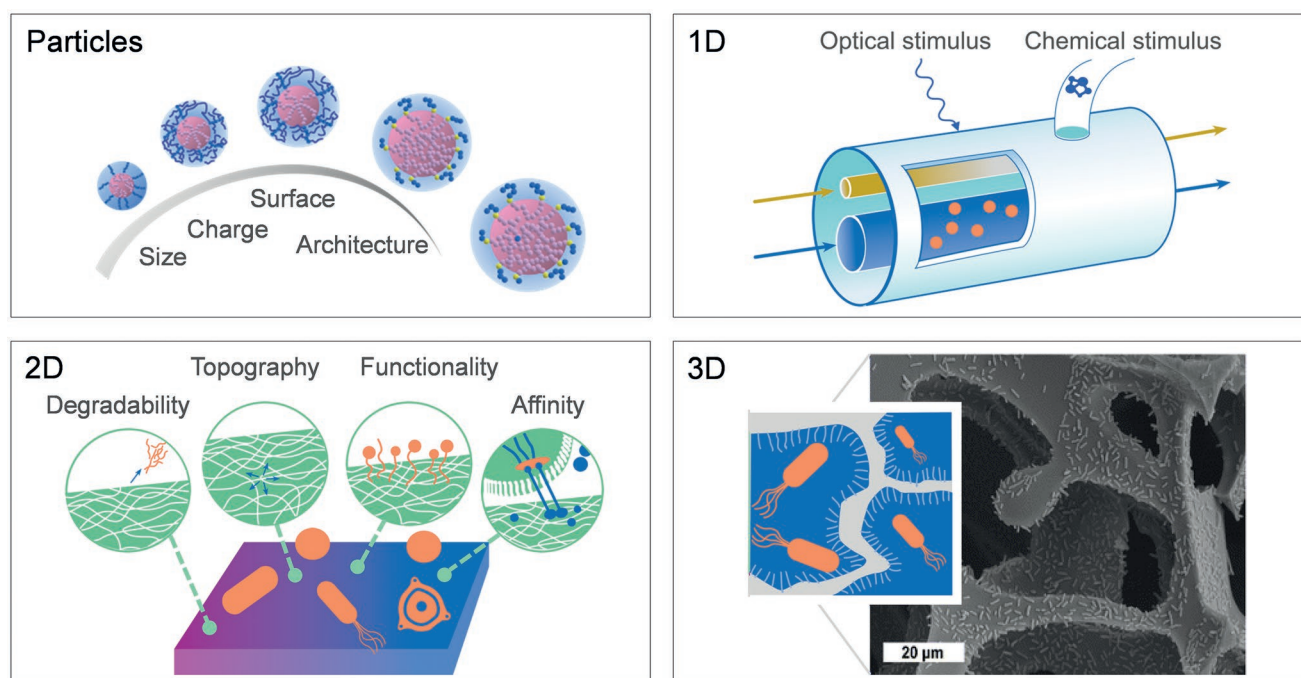 Particles
Size
Charge
Surface
Architecture
1D
Optical stimulus
Chemical stimulus
2D
Degradability
Topography
Functionality
Affinity
3D
20 µm